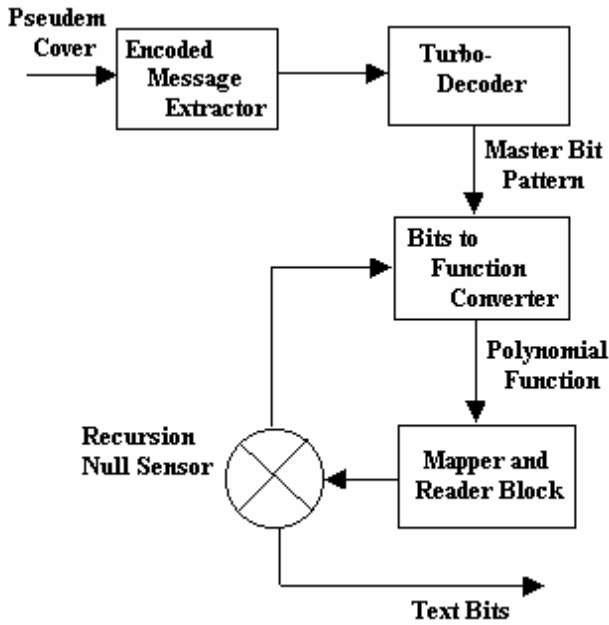 Pseudem
Cover
Encoded
Message
Extractor
Turbo-
Decoder
Master Bit
Pattern
Bits to
Function
Converter
Polynomial
Function
Recursion
Null Sensor
Mapper and
Reader Block
Text Bits